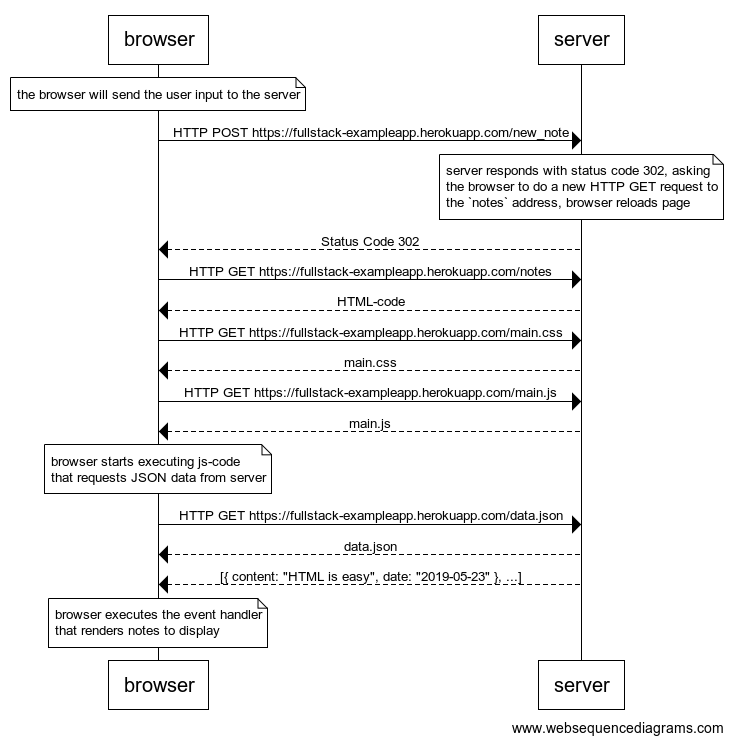 browser
server
the browser will send the user input to the server
HTTP POST https://fullstack-exampleapp.herokuapp.com/new_note
server responds with status code 302, asking
the browser to do a new HTTP GET request to
the `notes` address, browser reloads page
Status Code 302
HTTP GET https://fullstack-exampleapp.herokuapp.com/notes
HTML-code
HTTP GET https://fullstack-exampleapp.herokuapp.com/main.css
main.css
HTTP GET https://fullstack-exampleapp.herokuapp.com/main.js
main.js
browser starts executing js-code
that requests JSON data from server
HTTP GET https://fullstack-exampleapp.herokuapp.com/data.json
data.json
[{ content: "HTML is easy", date: "2019-05-23" }, ...]
browser executes the event handler
that renders notes to display
browser
server
www.websequencediagrams.com